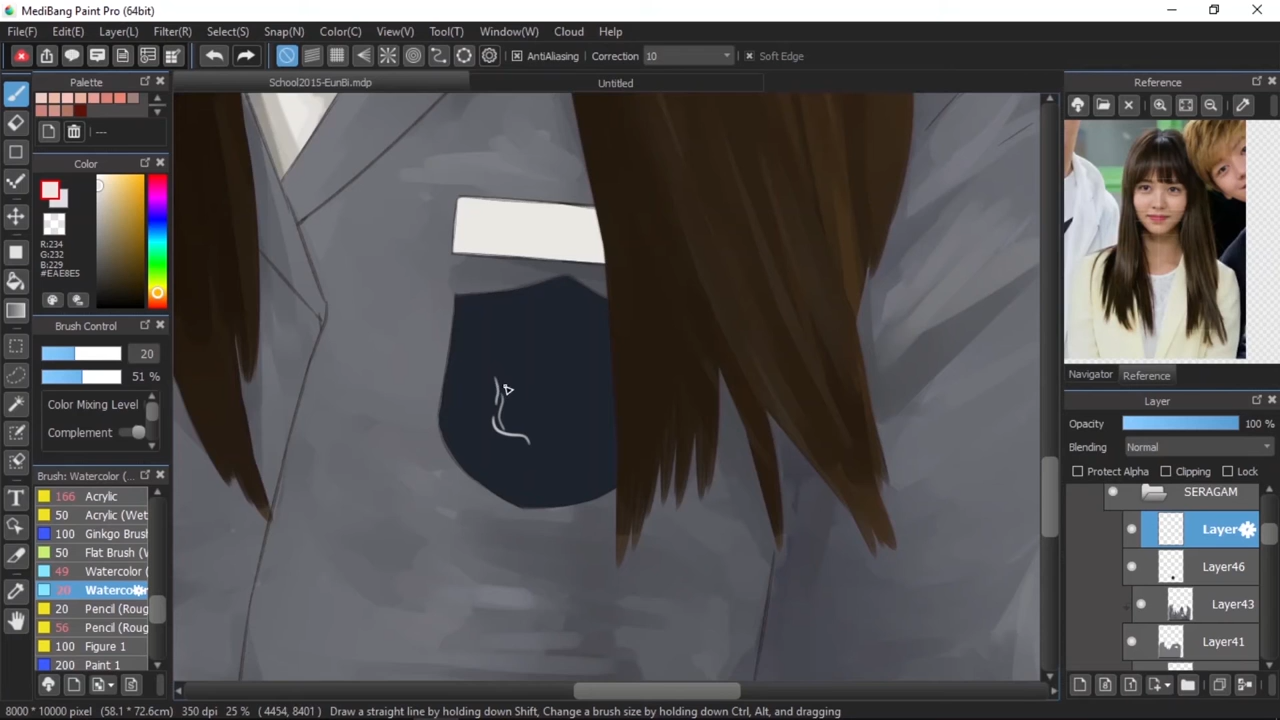 MediBang Paint Pro (64bit)
File(F) Edit(E) Layer(L) Filter(R) Select(S) Snap(N) Color(C) View(V) Tool(T) Window(W) Cloud Help
AntiAliasing Correction 10 Soft Edge
Palette School2015-EunBi.mdp Untitled Reference
---
Color
R:234
G:232
B:229
#EAE8E5
Brush Control
20
51 %
Color Mixing Level
Complement
Brush: Watercolor (...
166 Acrylic
50 Acrylic (Wet
100 Ginkgo Brush
50 Flat Brush (V
49 Watercolor (
20 Watercolor
20 Pencil (Roug
56 Pencil (Roug
100 Figure 1
200 Paint 1
Navigator Reference
Layer
Opacity 100 %
Blending Normal
Protect Alpha Clipping Lock
SERAGAM
Layer
Layer46
Layer43
Layer41
8000 * 10000 pixel (58.1 * 72.6cm) 350 dpi 25 % ( 4454, 8401) Draw a straight line by holding down Shift, Change a brush size by holding down Ctrl, Alt, and dragging